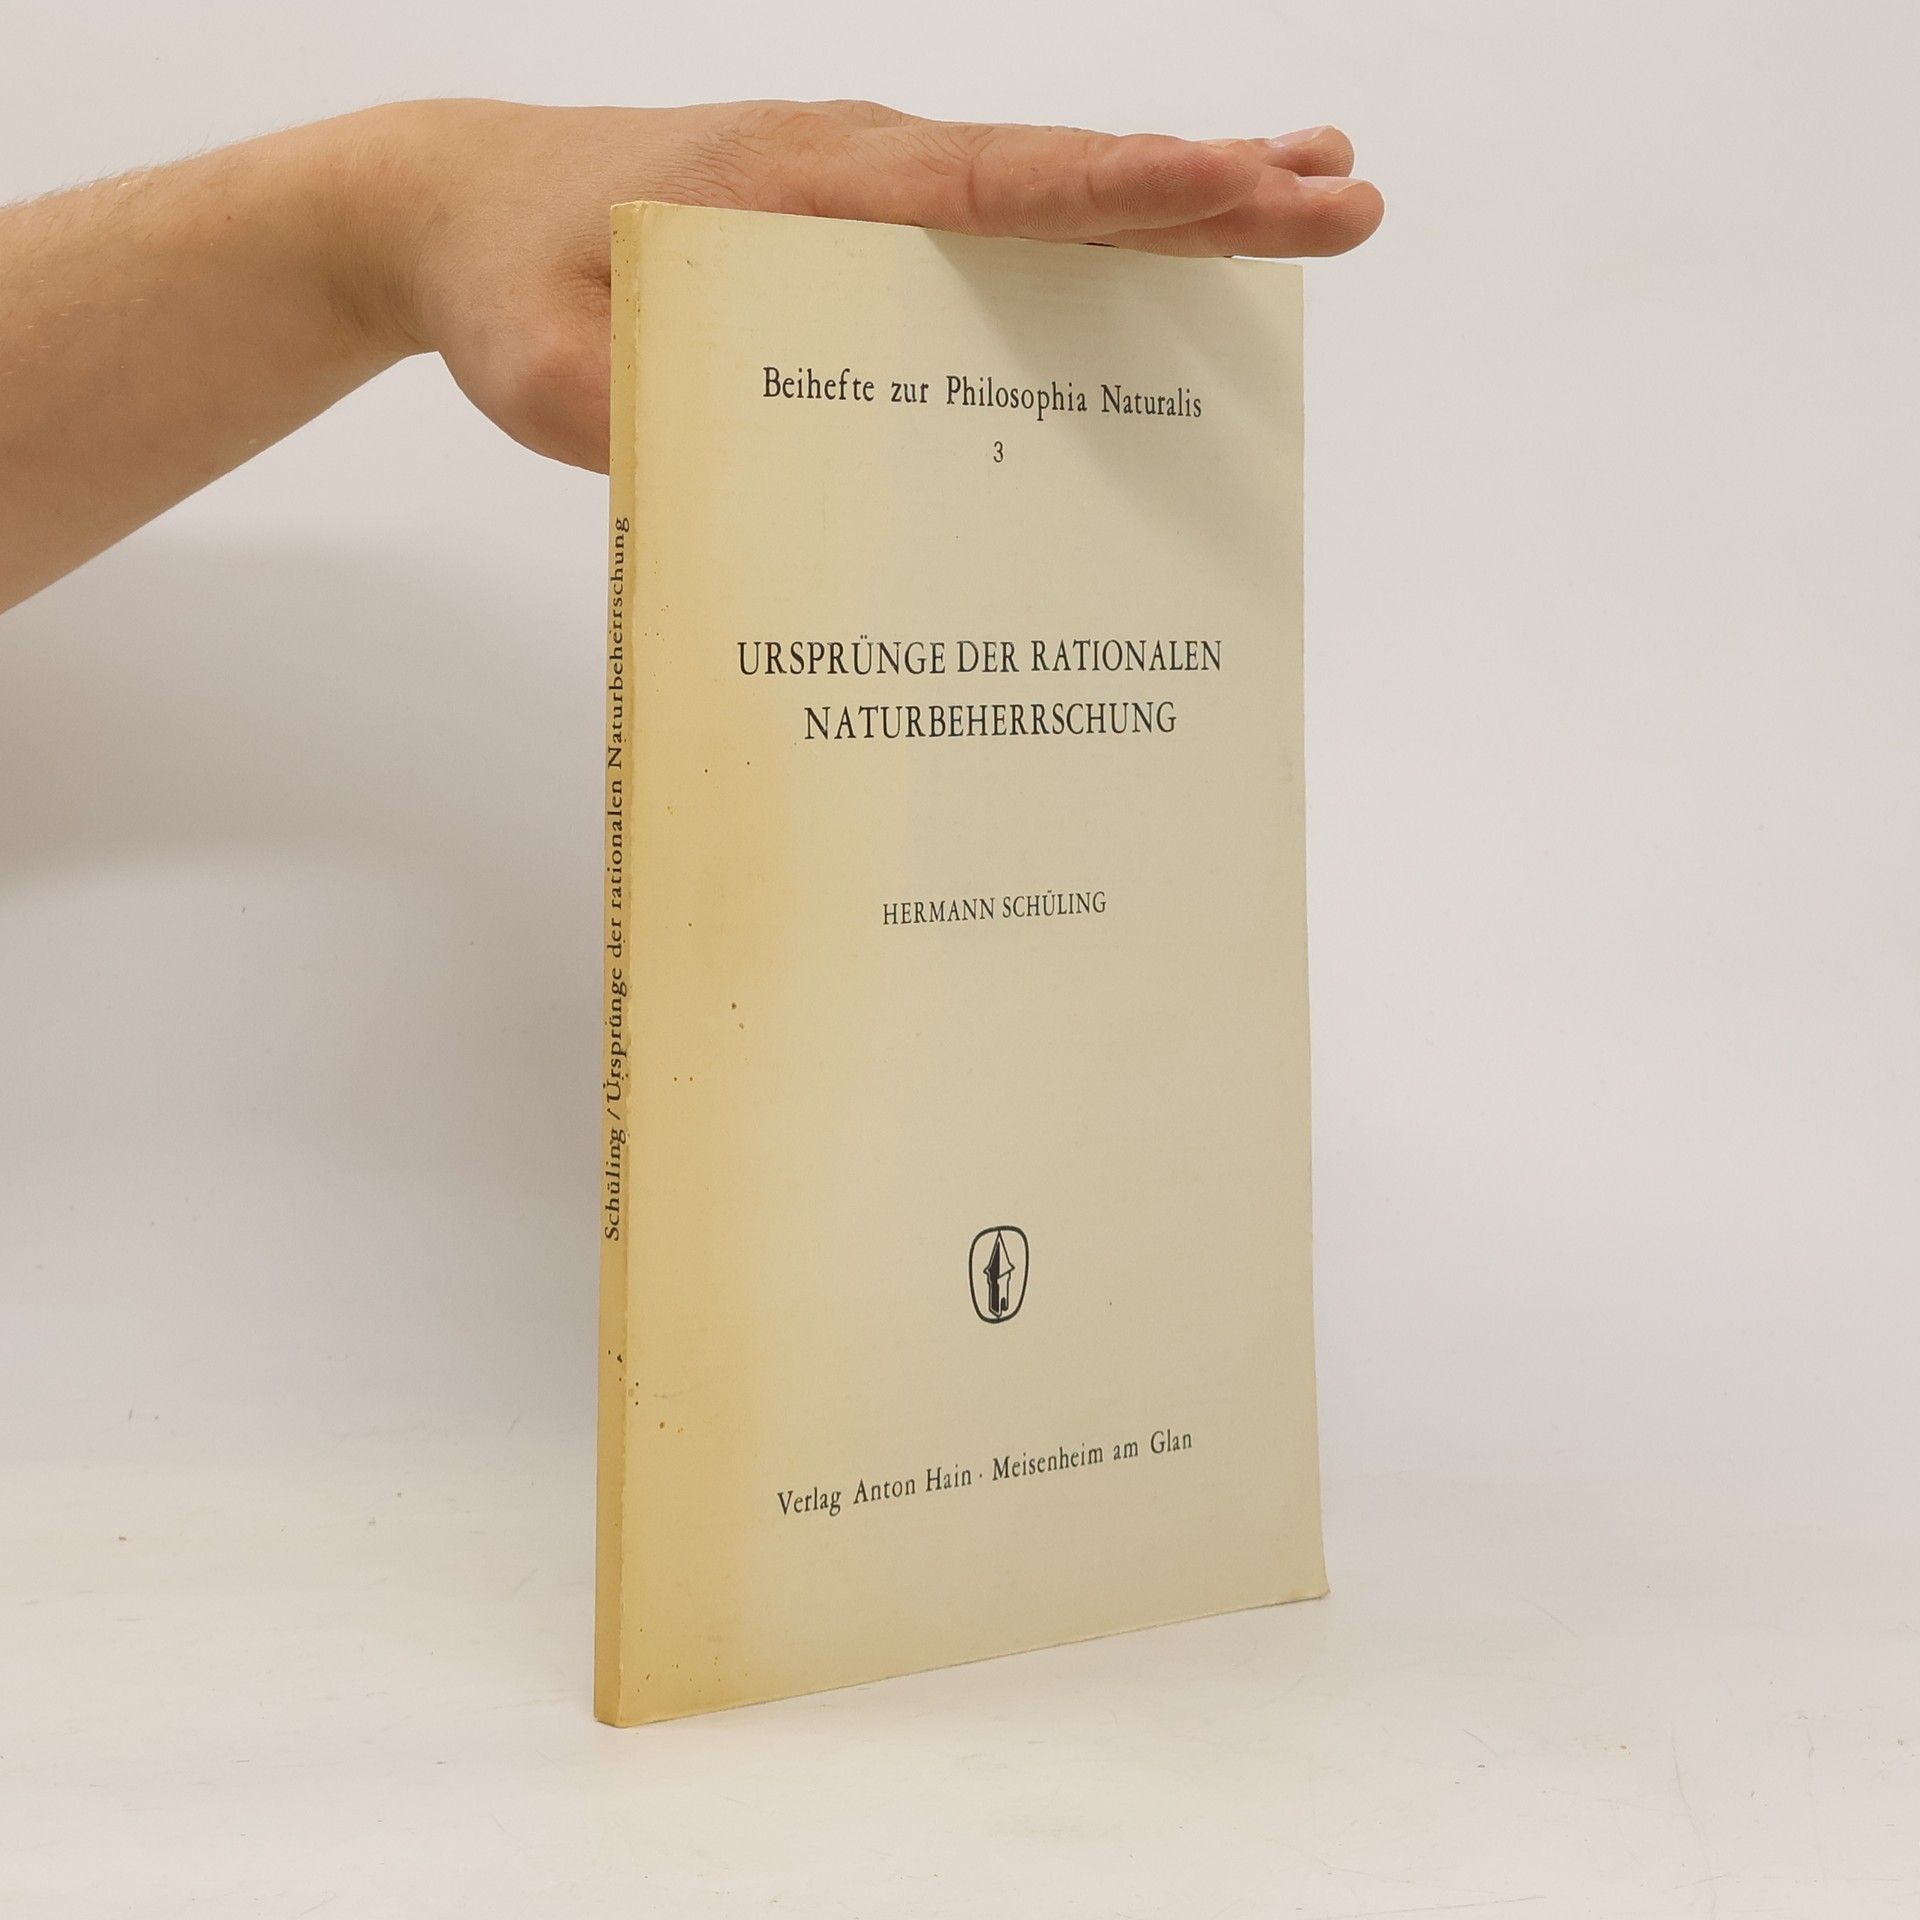 Beihefte zur Philosophia Naturalis
3
URSPRÜNGE DER RATIONALEN
NATURBEHERRSCHUNG
HERMANN SCHÜLING
Verlag Anton Hain · Meisenheim am Glan
Schüling / Ursprünge der rationalen Naturbeherrschung